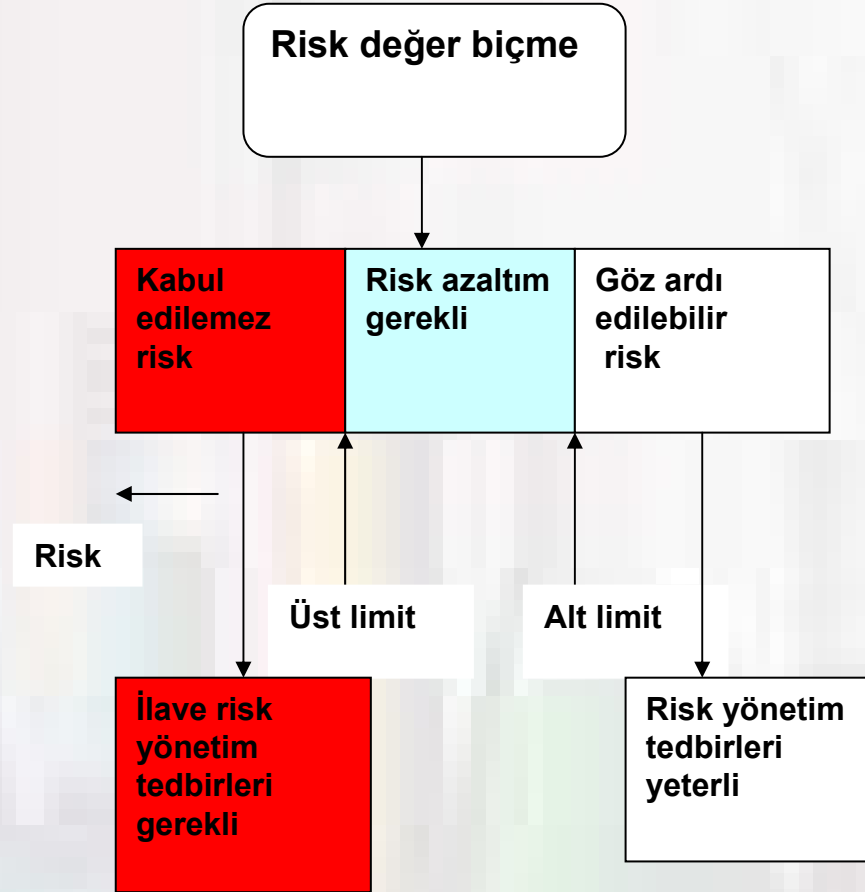 Risk değer biçme
Kabul
edilemez
risk
Risk azaltım
gerekli
Göz ardı
edilebilir
risk
Risk
Üst limit
Alt limit
İlave risk
yönetim
tedbirleri
gerekli
Risk yönetim
tedbirleri
yeterli